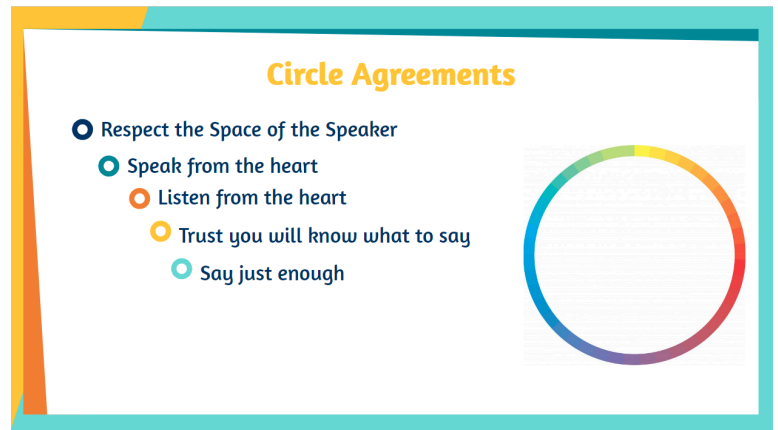 Circle Agreements
Respect the Space of the Speaker
Speak from the heart
Listen from the heart
Trust you will know what to say
Say just enough